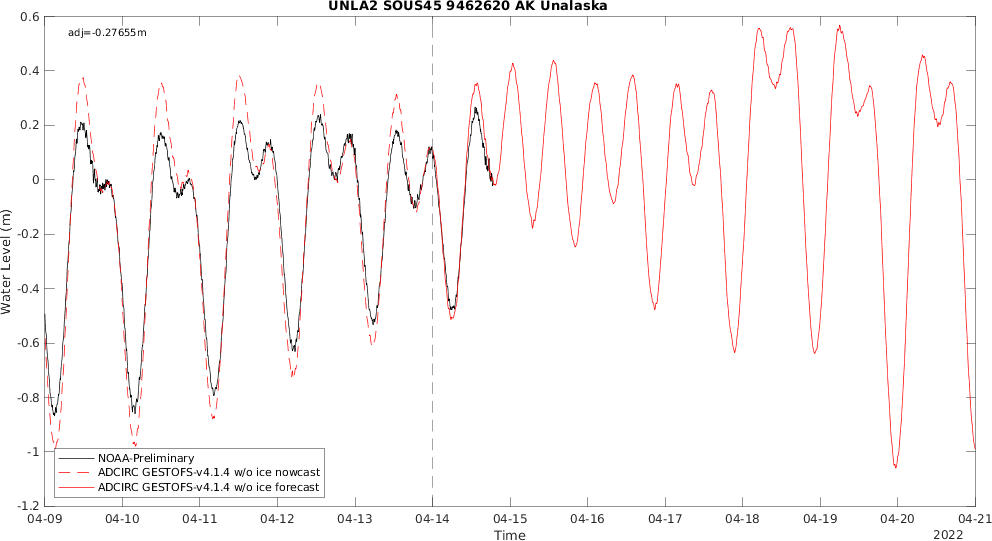 UNLA2 SOUS45 9462620 AK Unalaska
adj=-0.27655m
0.6
0.4
0.2
0
-0.2
-0.4
-0.6
-0.8
-1
-1.2
Water Level (m)
NOAA-Preliminary
ADCIRC GESTOFS-v4.1.4 w/o ice nowcast
ADCIRC GESTOFS-v4.1.4 w/o ice forecast
04-09 04-10 04-11 04-12 04-13 04-14 04-15 04-16 04-17 04-18 04-19 04-20 04-21
Time
2022